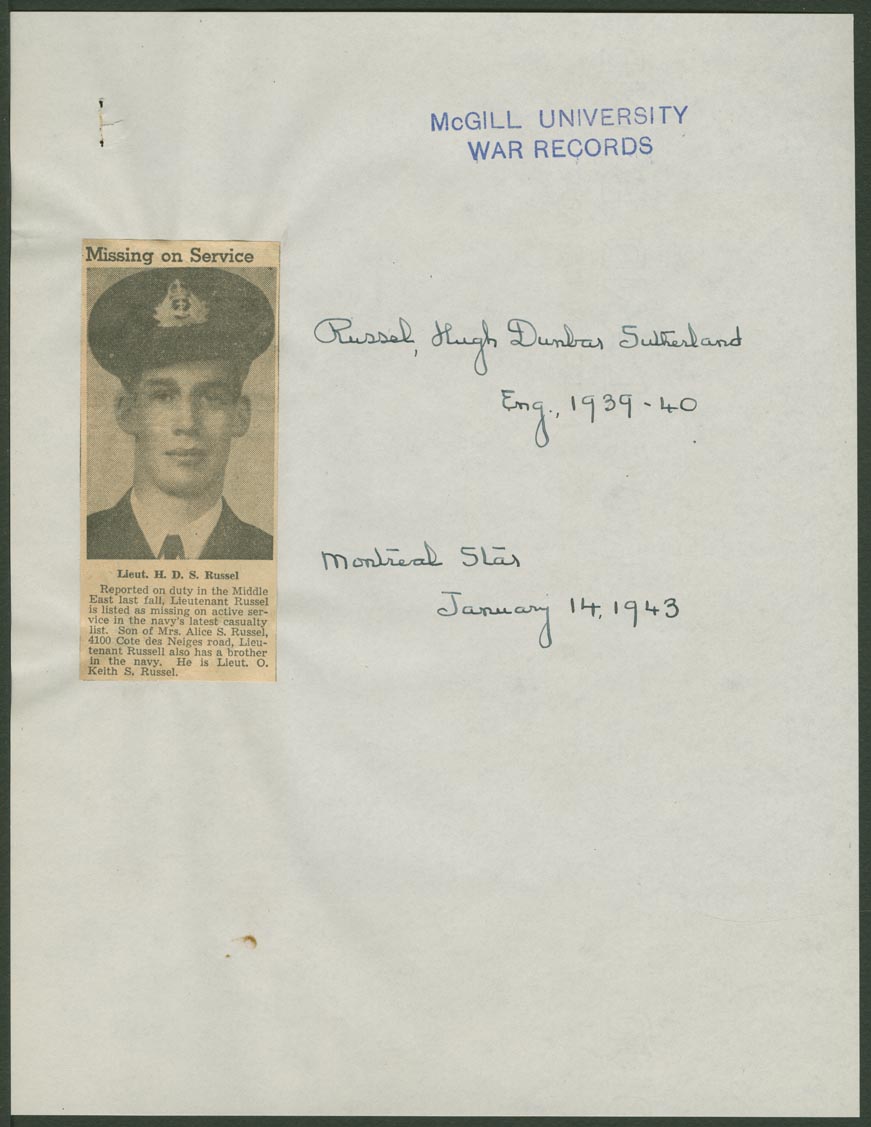 McGILL UNIVERSITY
WAR RECORDS
Missing on Service
Lieut. H. D. S. Russel
Reported on duty in the Middle
East last fall, Lieutenant Russel
is listed as missing on active ser-
vice in the navy's latest casualty
list. Son of Mrs. Alice S. Russel,
4100 Cote des Neiges road, Lieu-
tenant Russell also has a brother
in the navy. He is Lieut. O.
Keith S. Russel.
Russel, Hugh Dunbar Sutherland
Eng., 1939-40
Montreal Star
January 14, 1943